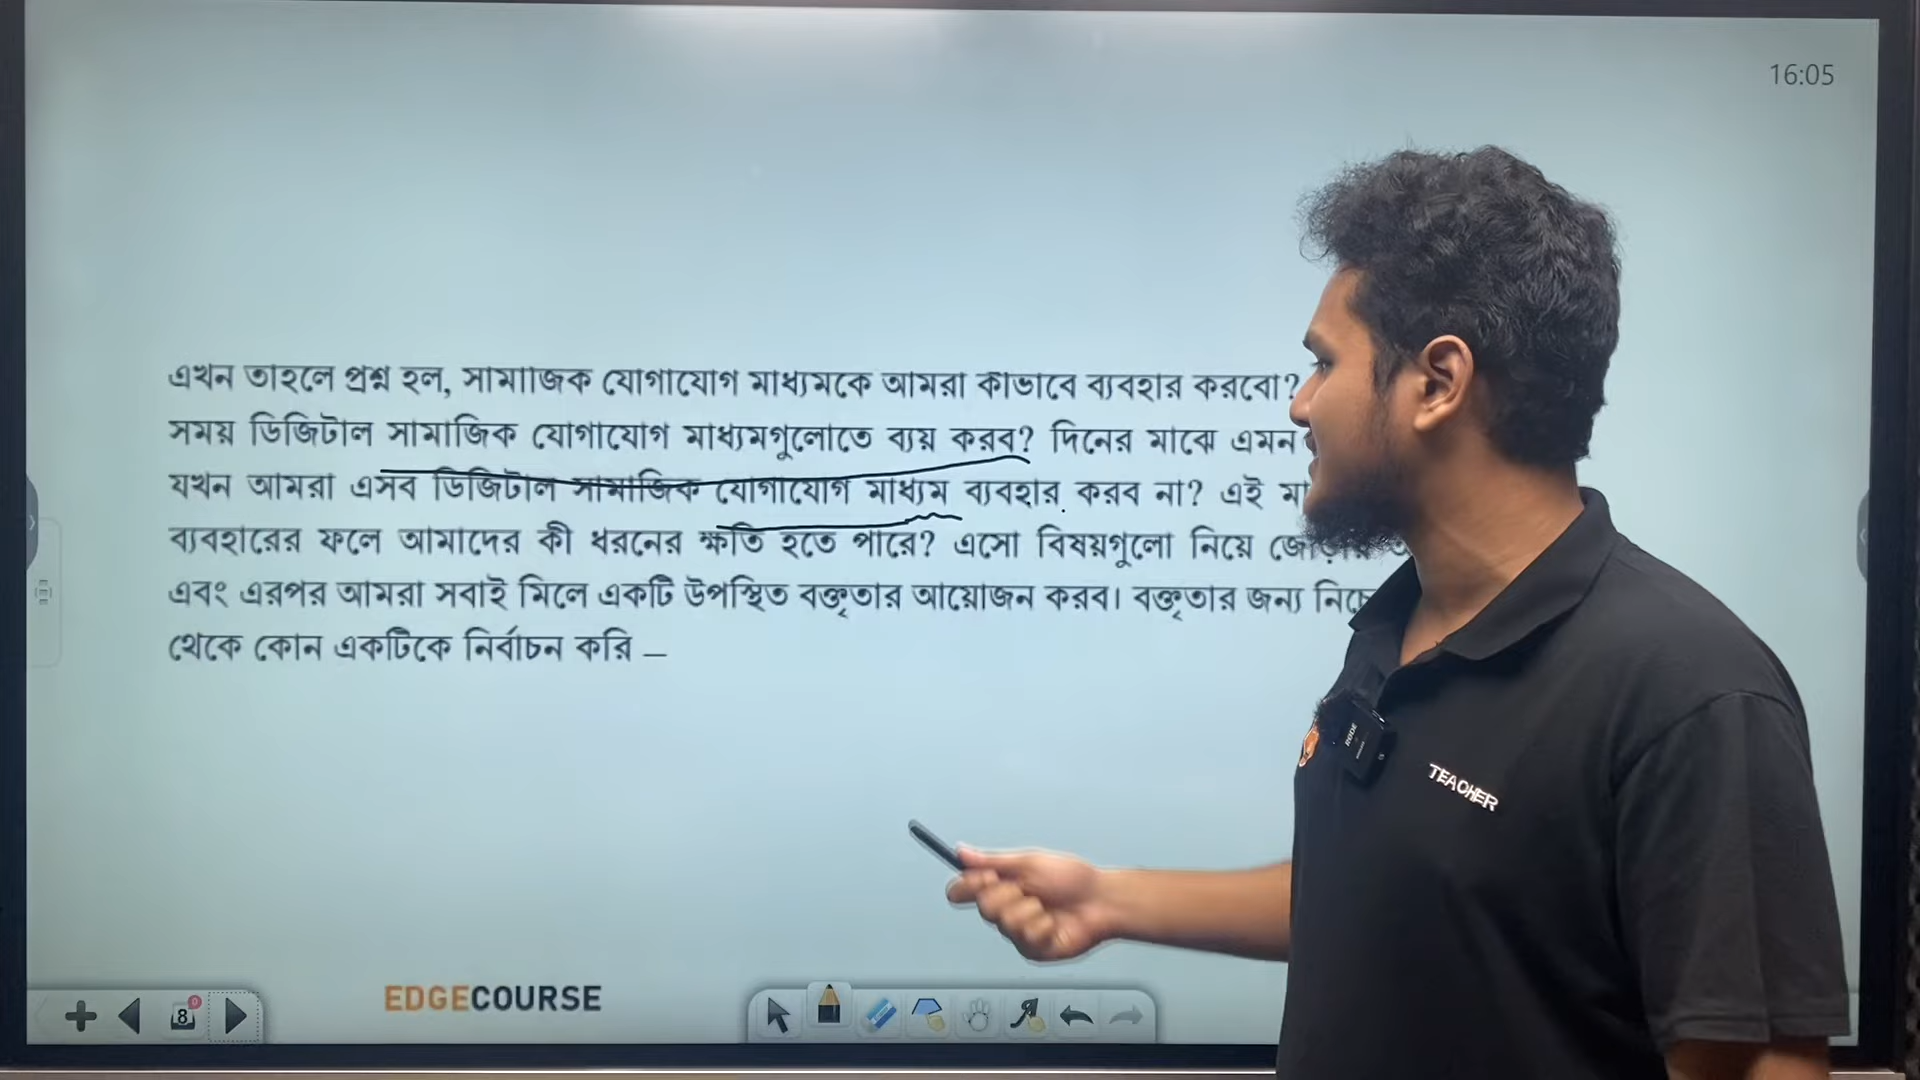 16:05
এখন তাহলে প্রশ্ন হল, সামাজিক যোগাযোগ মাধ্যমকে আমরা কীভাবে ব্যবহার করবো?
সময় ডিজিটাল সামাজিক যোগাযোগ মাধ্যমগুলোতে ব্যয় করব? দিনের মাঝে এমন
যখন আমরা এসব ডিজিটাল সামাজিক যোগাযোগ মাধ্যম ব্যবহার করব না? এই
ব্যবহারের ফলে আমাদের কী ধরনের ক্ষতি হতে পারে? এসো বিষয়গুলো নিয়ে
এবং এরপর আমরা সবাই মিলে একটি উপস্থিত বক্তৃতার আয়োজন করব। বক্তৃতার জন্য
থেকে কোন একটিকে নির্বাচন করি –
RODE
TEACHER
EDGECOURSE
8
0